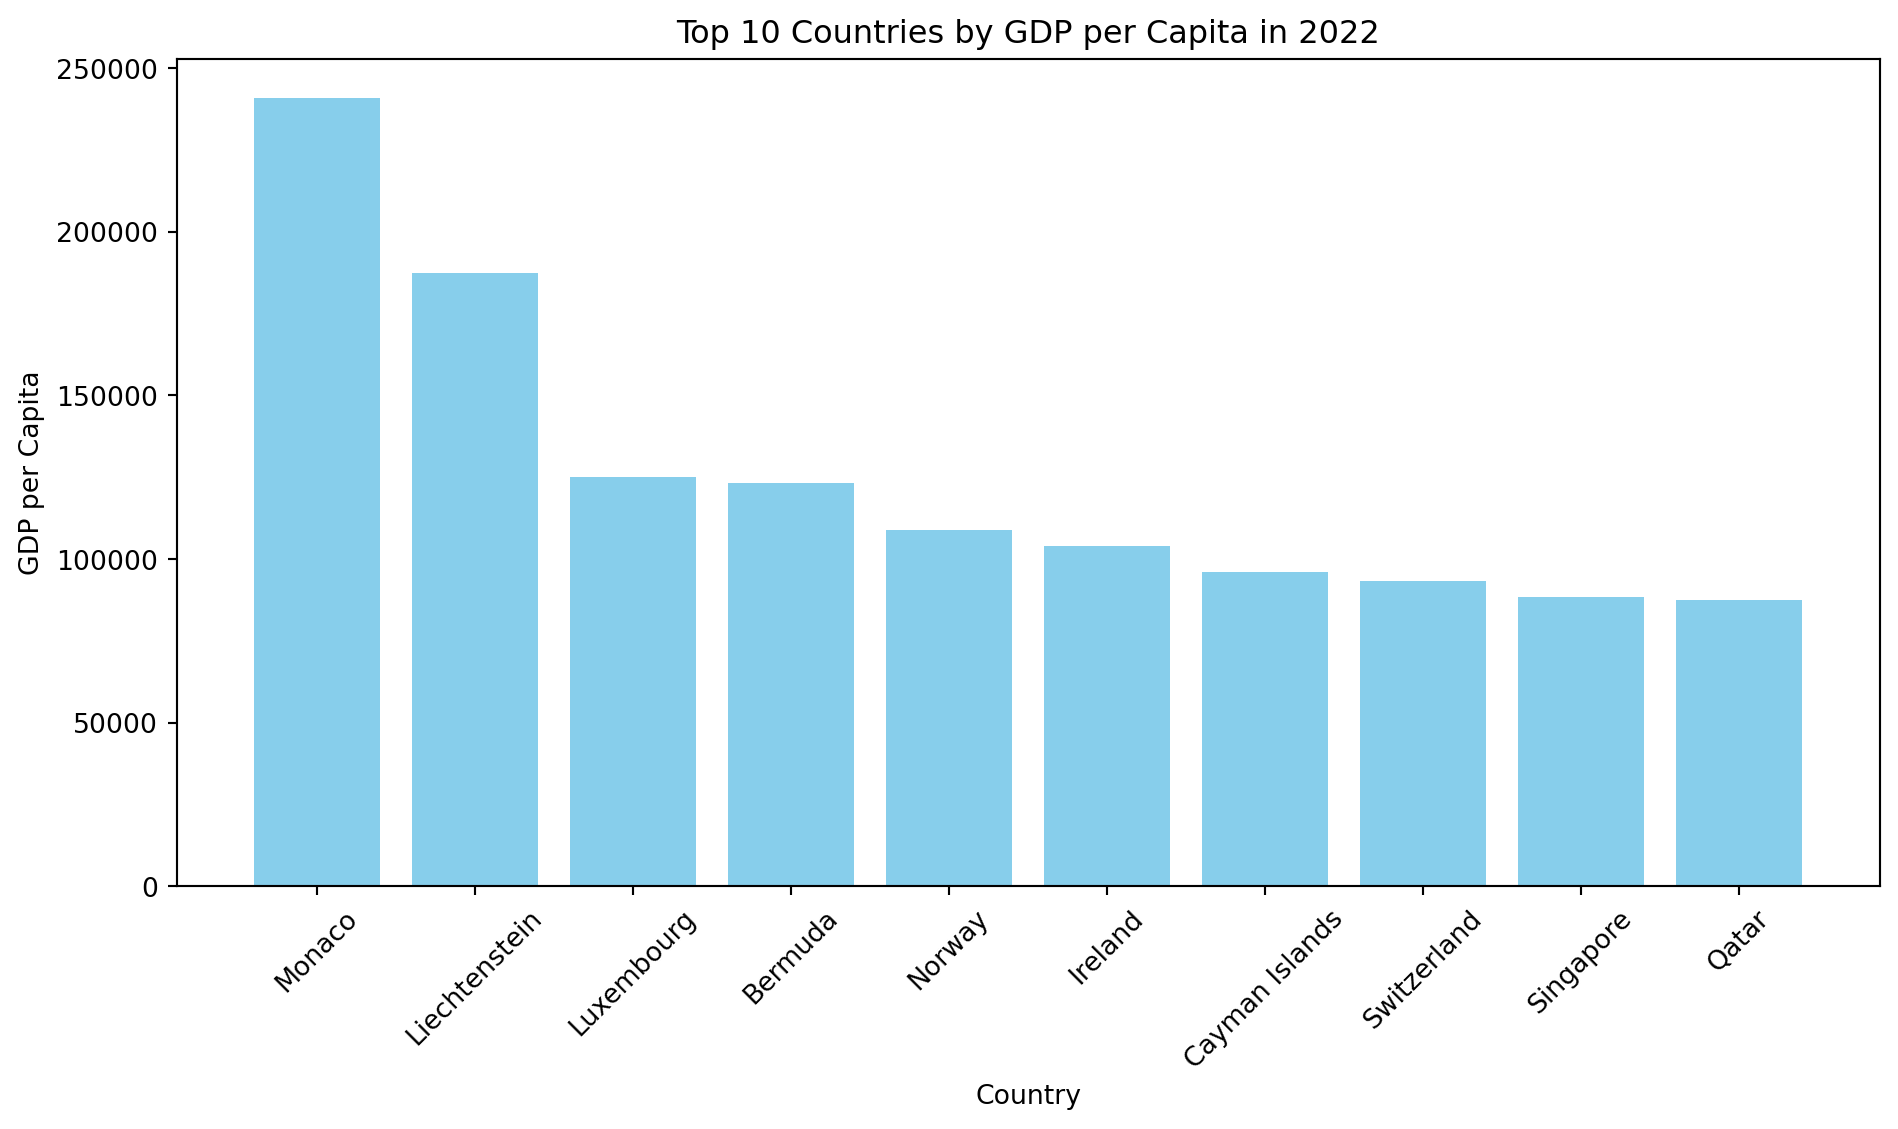 Top 10 Countries by GDP per Capita in 2022
250000
200000
150000
100000
50000
0
GDP per Capita
Monaco
Liechtenstein
Luxembourg
Bermuda
Norway
Ireland
Cayman Islands
Switzerland
Singapore
Qatar
Country